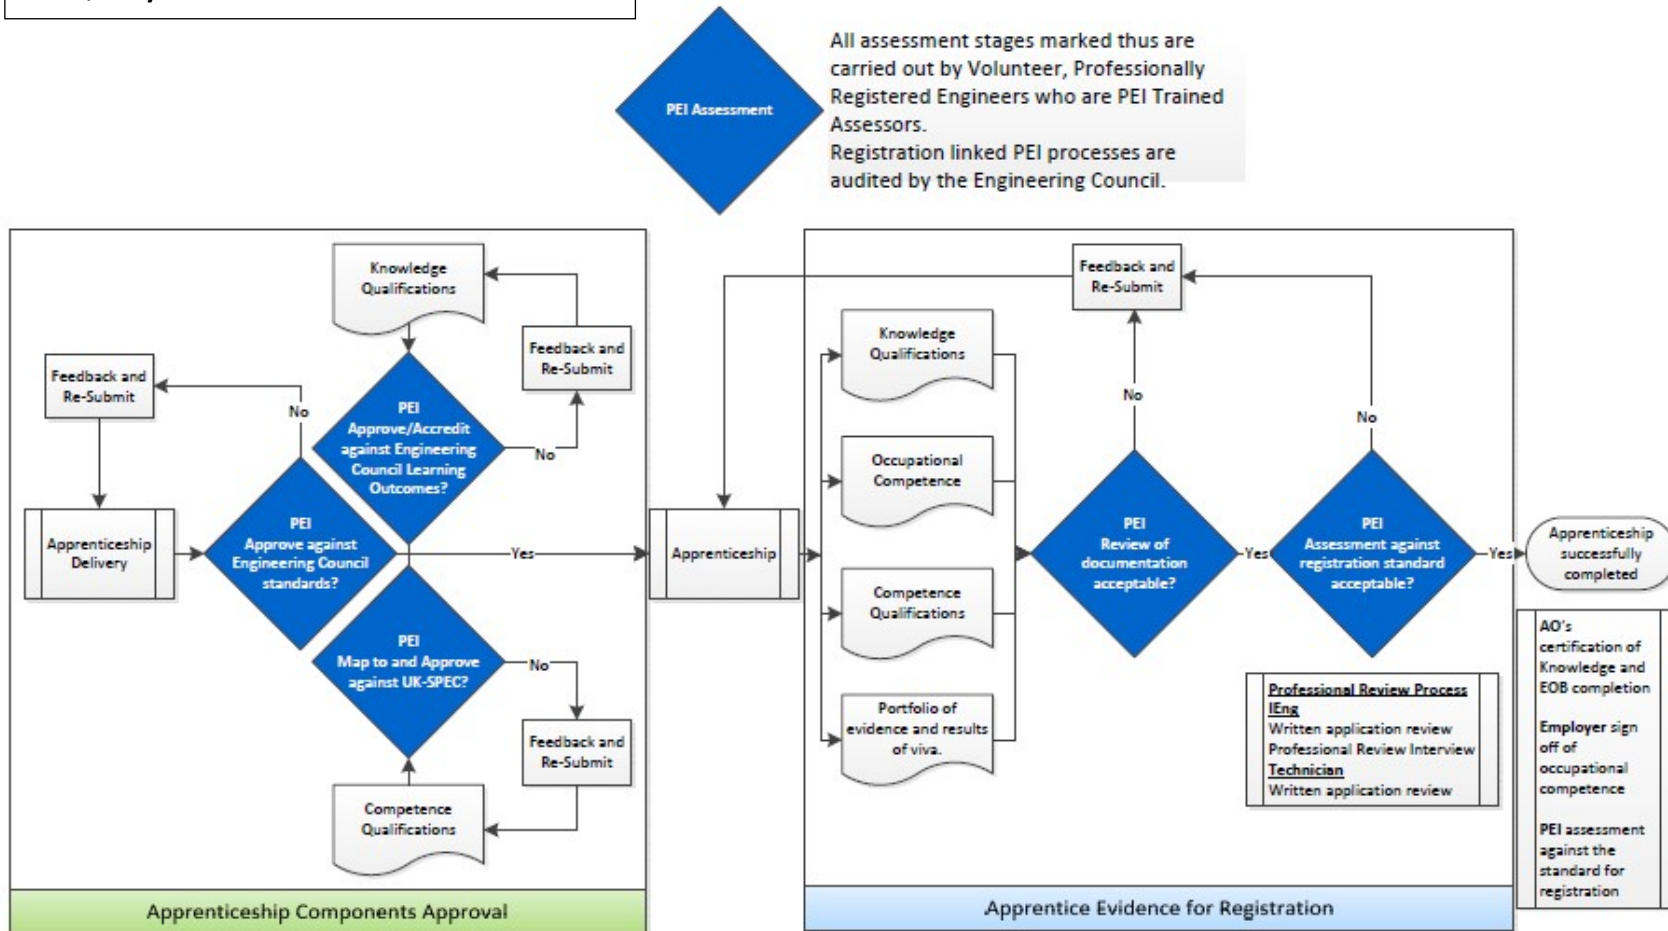 PEI Assessment
All assessment stages marked thus are
carried out by Volunteer, Professionally
Registered Engineers who are PEI Trained
Assessors.
Registration linked PEI processes are
audited by the Engineering Council.
Knowledge
Qualifications
Feedback and
Re-Submit
Feedback and
Re-Submit
No
PEI
Approve/Accredit
against Engineering
Council Learning
Outcomes?
No
Apprenticeship
Delivery
PEI
Approve against
Engineering Council
standards?
Yes
PEI
Map to and Approve
against UK-SPEC?
No
Feedback and
Re-Submit
Competence
Qualifications
Apprenticeship Components Approval
Apprenticeship
Feedback and
Re-Submit
Knowledge
Qualifications
Occupational
Competence
Competence
Qualifications
Portfolio of
evidence and results
of viva.
No
No
PEI
Review of
documentation
acceptable?
Yes
PEI
Assessment against
registration standard
acceptable?
Yes
Apprenticeship
successfully
completed
Professional Review Process
IEng
Written application review
Professional Review Interview
Technician
Written application review
AO's
certification of
Knowledge and
EOB completion
Employer sign
off of
occupational
competence
PEI assessment
against the
standard for
registration
Apprentice Evidence for Registration